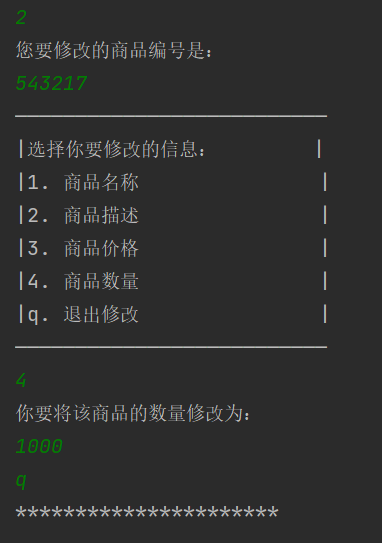 2
您要修改的商品编号是:
543217
——————————————————————————
|选择你要修改的信息:         |
|1. 商品名称               |
|2. 商品描述               |
|3. 商品价格               |
|4. 商品数量               |
|q. 退出修改               |
——————————————————————————
4
你要将该商品的数量修改为:
1000
q
**********************